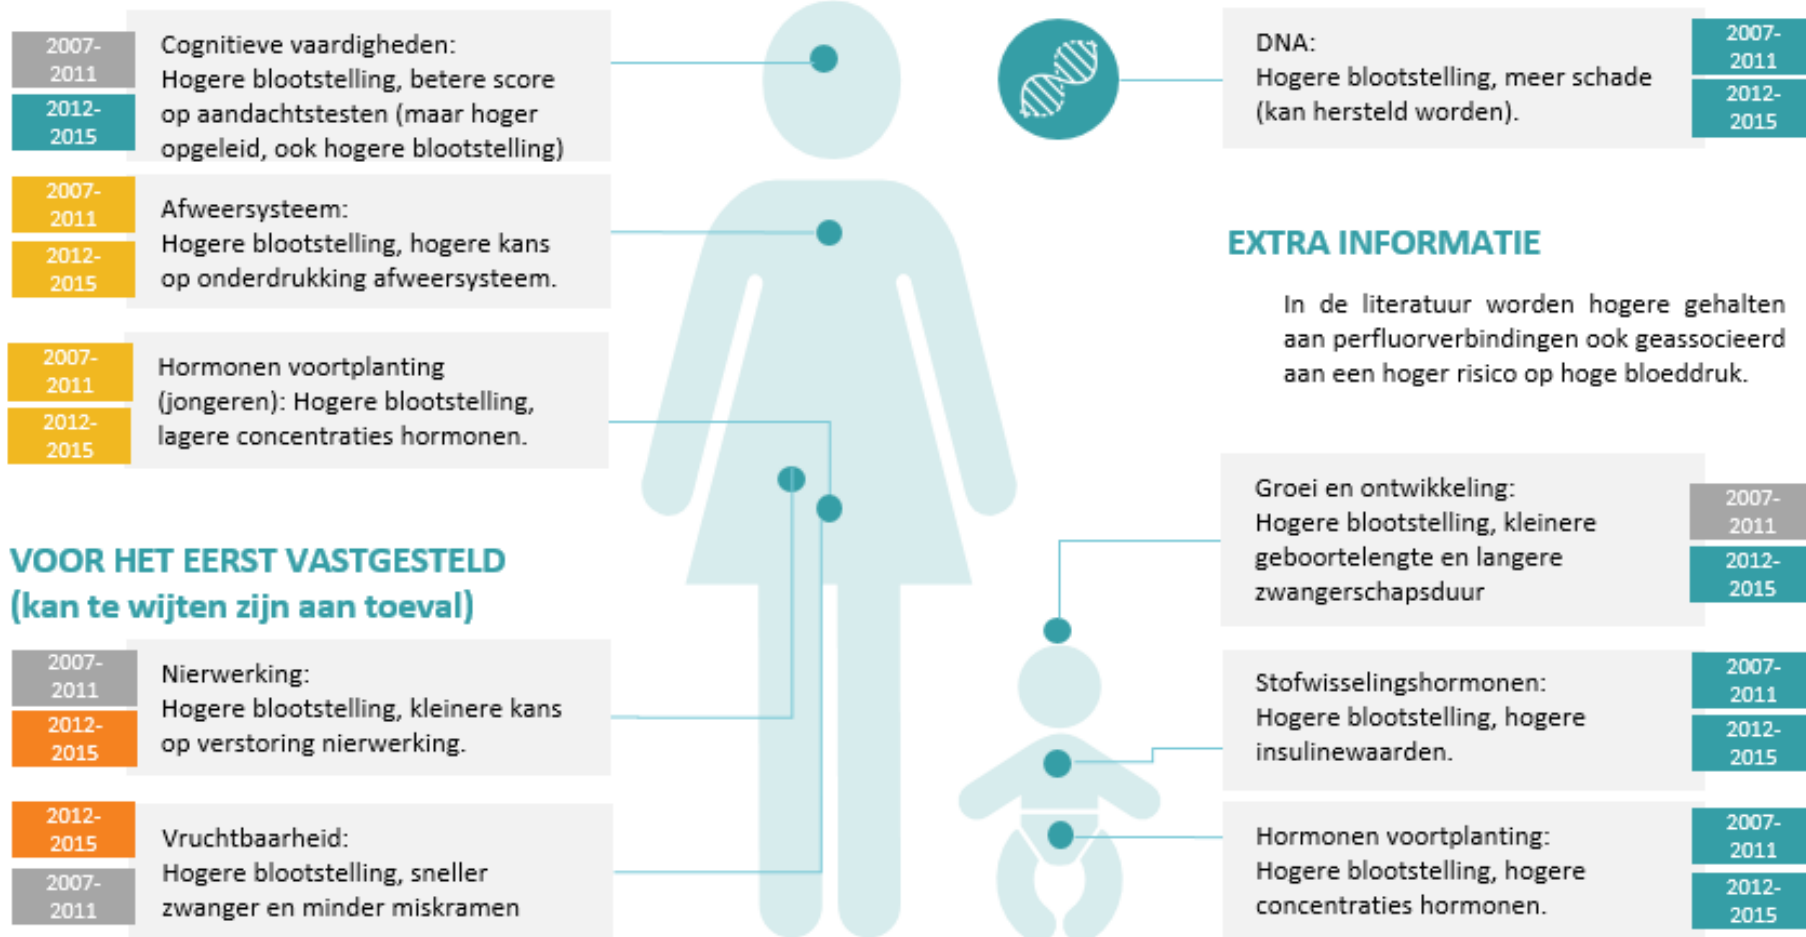 2007-
2011
2012-
2015
Cognitieve vaardigheden:
Hogere blootstelling, betere score
op aandachtstesten (maar hoger
opgeleid, ook hogere blootstelling)
2007-
2011
2012-
2015
Afweersysteem:
Hogere blootstelling, hogere kans
op onderdrukking afweersysteem.
2007-
2011
2012-
2015
Hormonen voortplanting
(jongeren): Hogere blootstelling,
lagere concentraties hormonen.
VOOR HET EERST VASTGESTELD
(kan te wijten zijn aan toeval)
2007-
2011
2012-
2015
Nierwerking:
Hogere blootstelling, kleinere kans
op verstoring nierwerking.
2012-
2015
2007-
2011
Vruchtbaarheid:
Hogere blootstelling, sneller
zwanger en minder miskramen
DNA:
Hogere blootstelling, meer schade
(kan hersteld worden).
2007-
2011
2012-
2015
EXTRA INFORMATIE
In de literatuur worden hogere gehalten
aan perfluorverbindingen ook geassocieerd
aan een hoger risico op hoge bloeddruk.
Groei en ontwikkeling:
Hogere blootstelling, kleinere
geboortelengte en langere
zwangerschapsduur
2007-
2011
2012-
2015
Stofwisselingshormonen:
Hogere blootstelling, hogere
insulinewaarden.
2007-
2011
2012-
2015
Hormonen voortplanting:
Hogere blootstelling, hogere
concentraties hormonen.
2007-
2011
2012-
2015